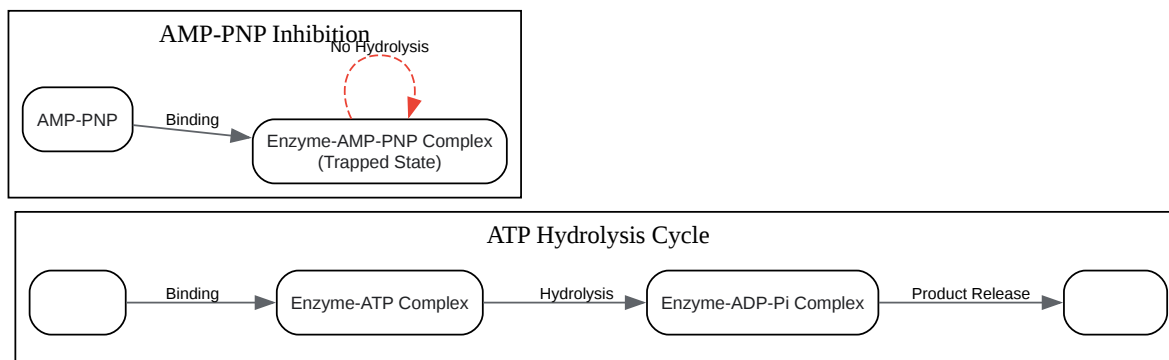 AMP-PNP Inhibition
No Hydrolysis
AMP-PNP
Binding
Enzyme-AMP-PNP Complex
(Trapped State)
ATP Hydrolysis Cycle
Binding
Enzyme-ATP Complex
Hydrolysis
Enzyme-ADP-Pi Complex
Product Release